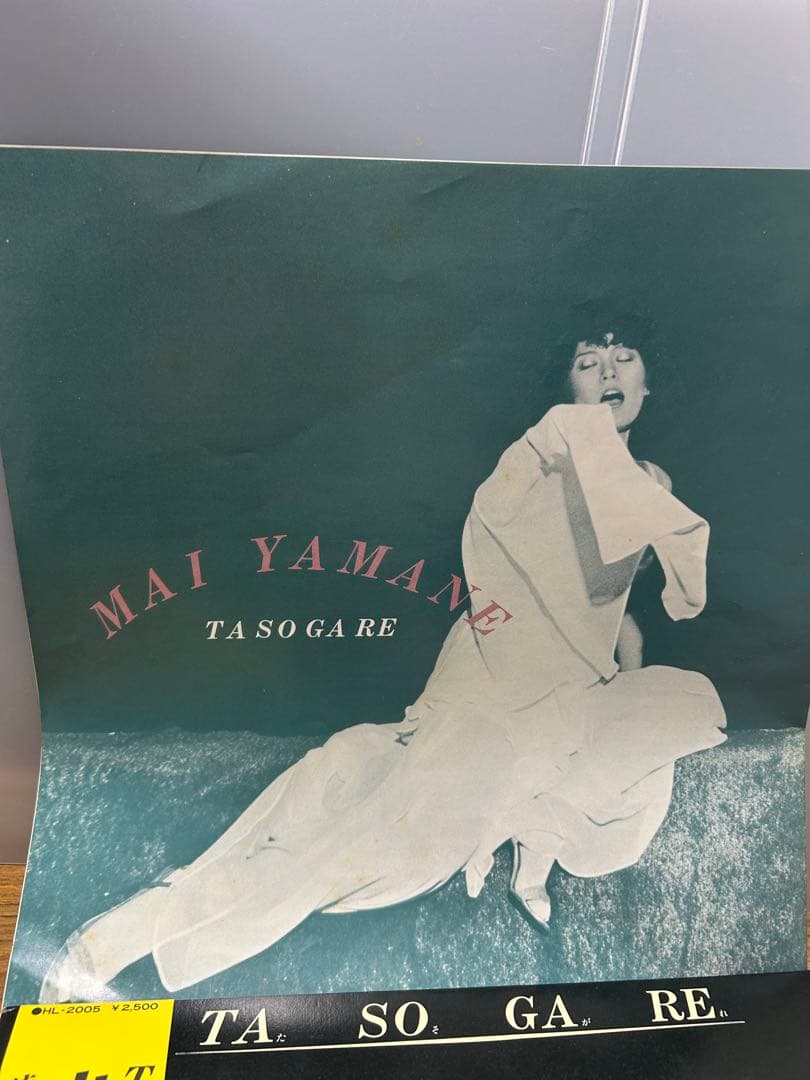 MAI YAMANE
TA SO GA RE
●HL-2005 ¥2,500
TAた SOそ GAが REれ